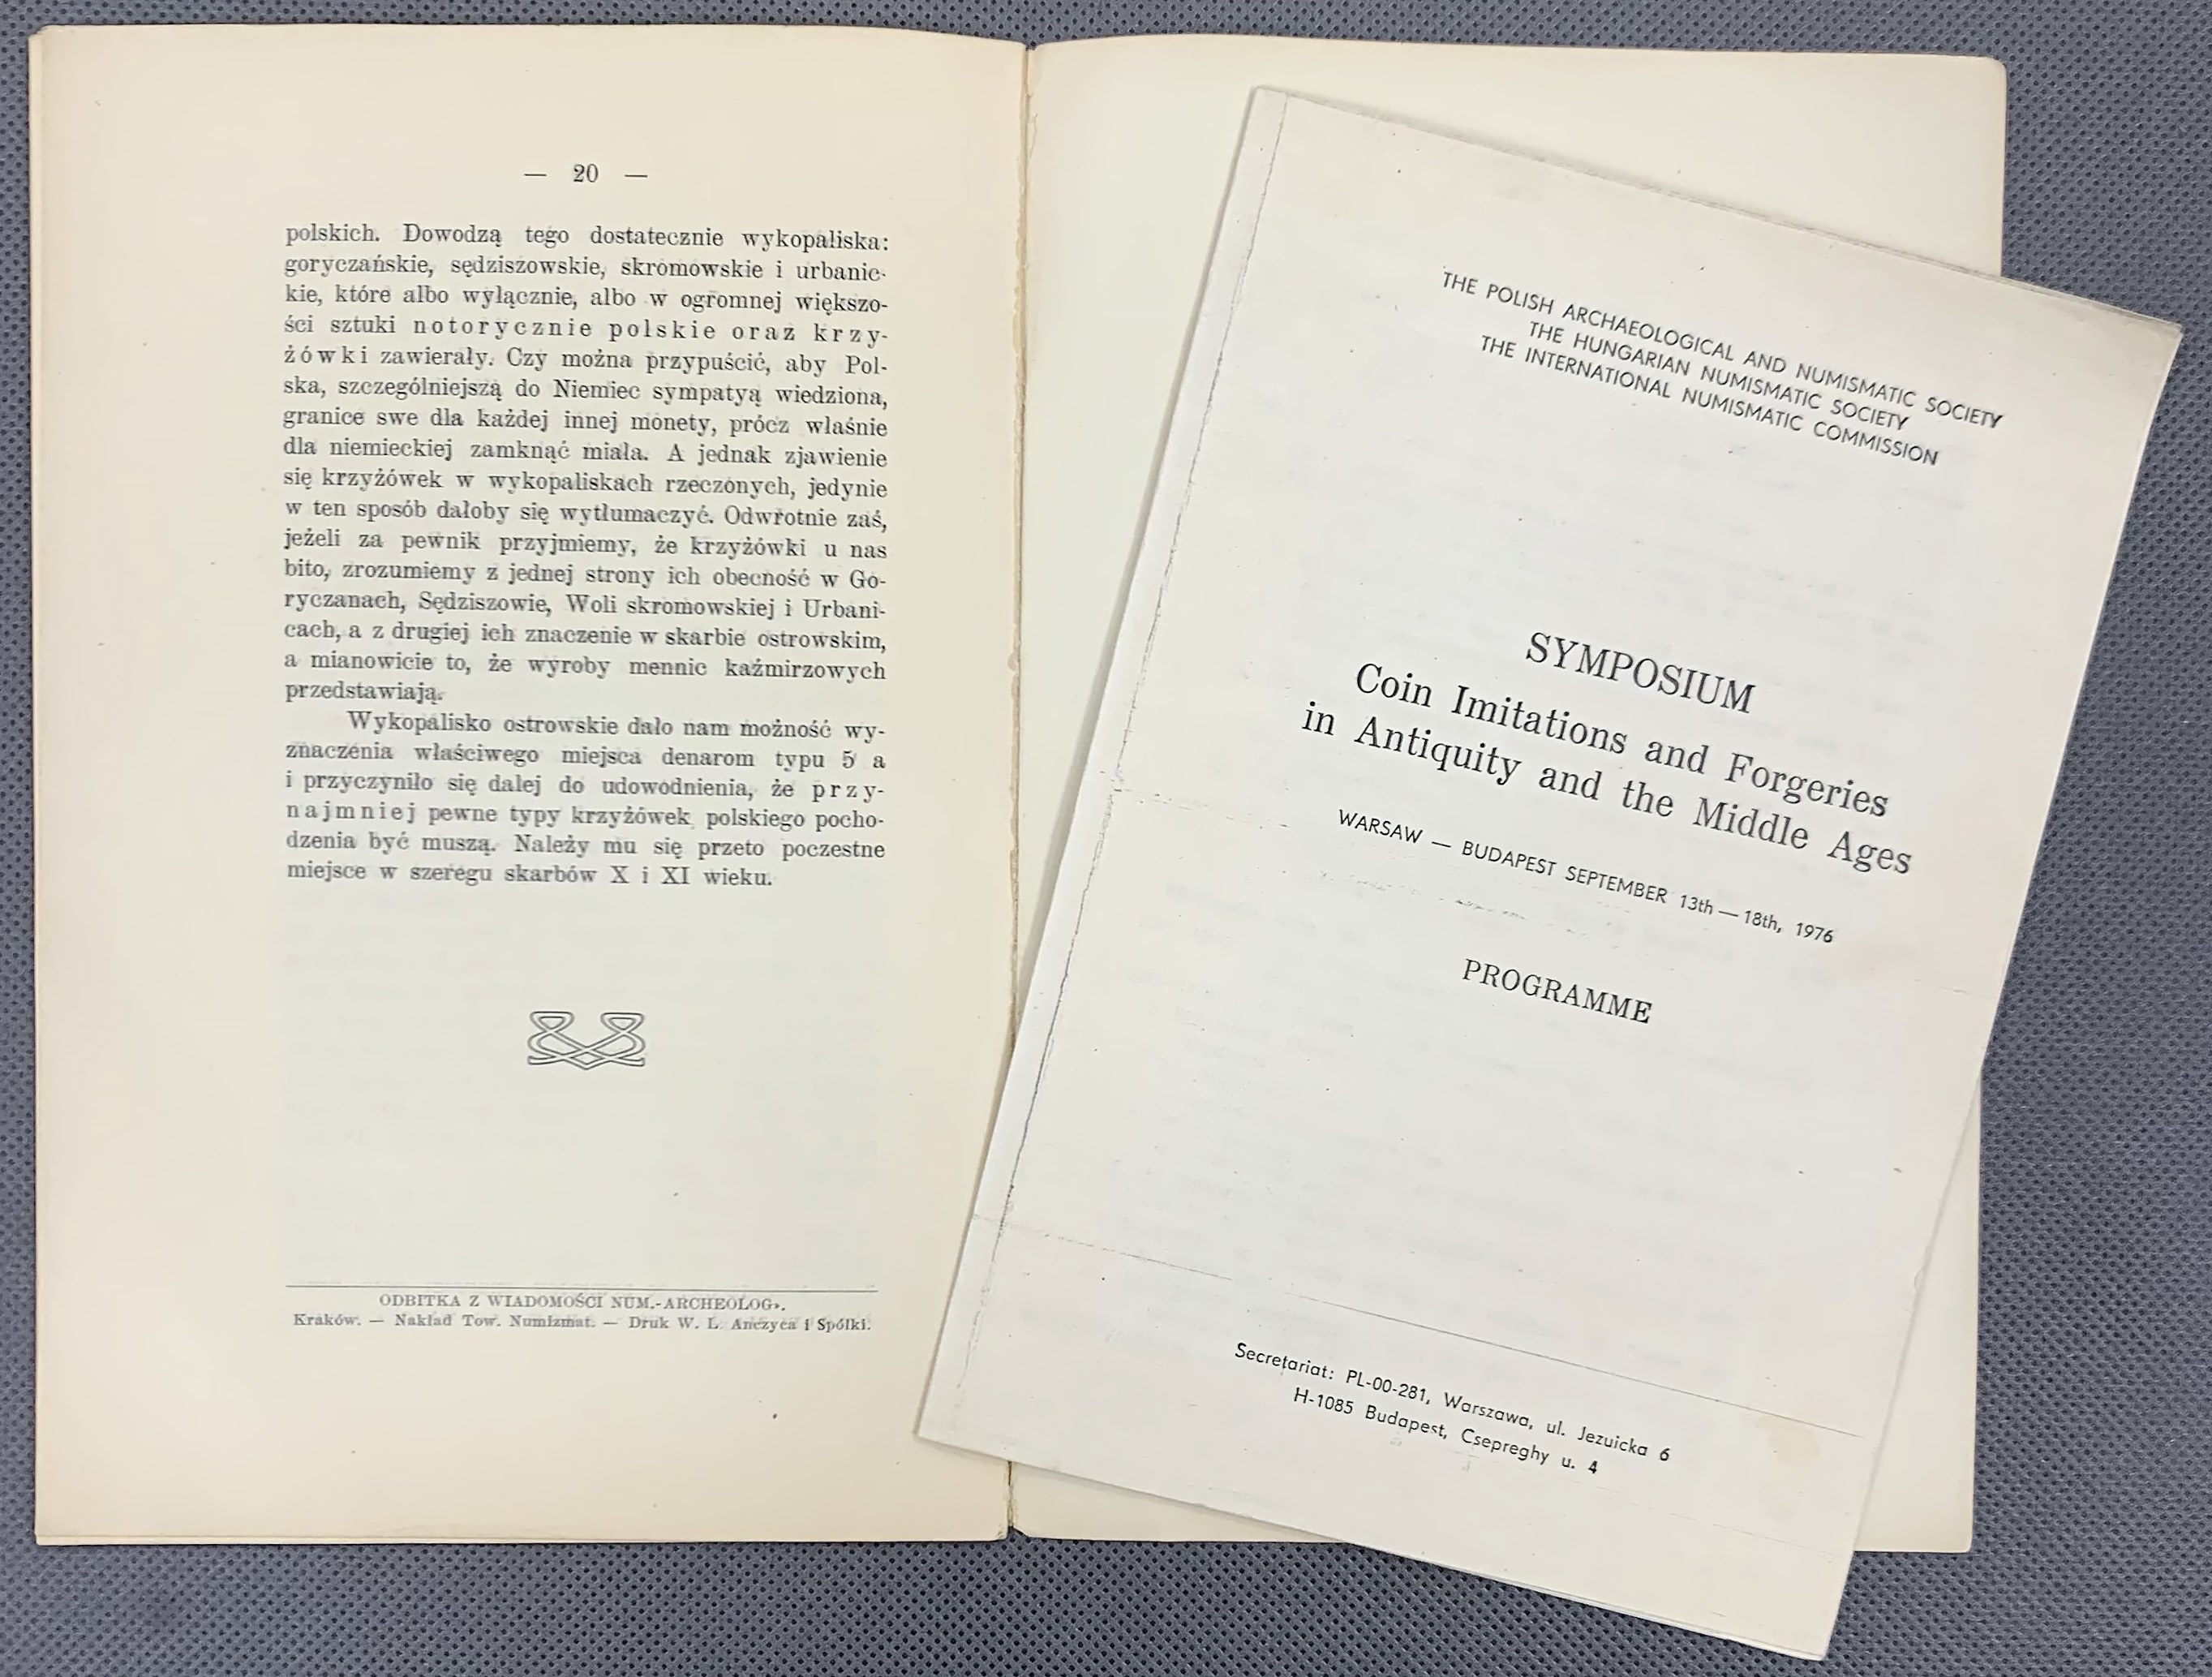 — 20 —
polskich. Dowodzą tego dostatecznie wykopaliska:
goryczańskie, sędziszowskie, skromowskie i urbanic-
kie, które albo wyłącznie, albo w ogromnej większo-
ści sztuki notorycznie polskie oraz krzy-
żówki zawierały. Czy można przypuścić, aby Pol-
ska, szczególniejszą do Niemiec sympatyą wiedziona,
granice swe dla każdej innej monety, prócz właśnie
dla niemieckiej zamknąć miała. A jednak zjawienie
się krzyżówek w wykopaliskach rzeczonych, jedynie
w ten sposób dałoby się wytłumaczyć. Odwrotnie zaś,
jeżeli za pewnik przyjmiemy, że krzyżówki u nas
bito, zrozumiemy z jednej strony ich obecność w Go-
ryczanach, Sędziszowie, Woli skromowskiej i Urbani-
cach, a z drugiej ich znaczenie w skarbie ostrowskim,
a mianowicie to, że wyroby mennic kaźmirzowych
przedstawiają.
Wykopalisko ostrowskie dało nam możność wy-
znaczenia właściwego miejsca denarom typu 5 a
i przyczyniło się dalej do udowodnienia, że przy-
najmniej pewne typy krzyżówek polskiego pocho-
dzenia być muszą. Należy mu się przeto poczestne
miejsce w szeregu skarbów X i XI wieku.
ODBITKA Z WIADOMOŚCI NUM.-ARCHEOLOG».
Kraków. — Nakład Tow. Numizmat. — Druk W. L. Anczyca i Spółki.
THE POLISH ARCHAEOLOGICAL AND NUMISMATIC SOCIETY
THE HUNGARIAN NUMISMATIC SOCIETY
THE INTERNATIONAL NUMISMATIC COMMISSION
SYMPOSIUM
Coin Imitations and Forgeries
in Antiquity and the Middle Ages
WARSAW — BUDAPEST SEPTEMBER 13th — 18th, 1976
PROGRAMME
Secretariat: PL-00-281, Warszawa, ul. Jezuicka 6
H-1085 Budapest, Csepreghy u. 4